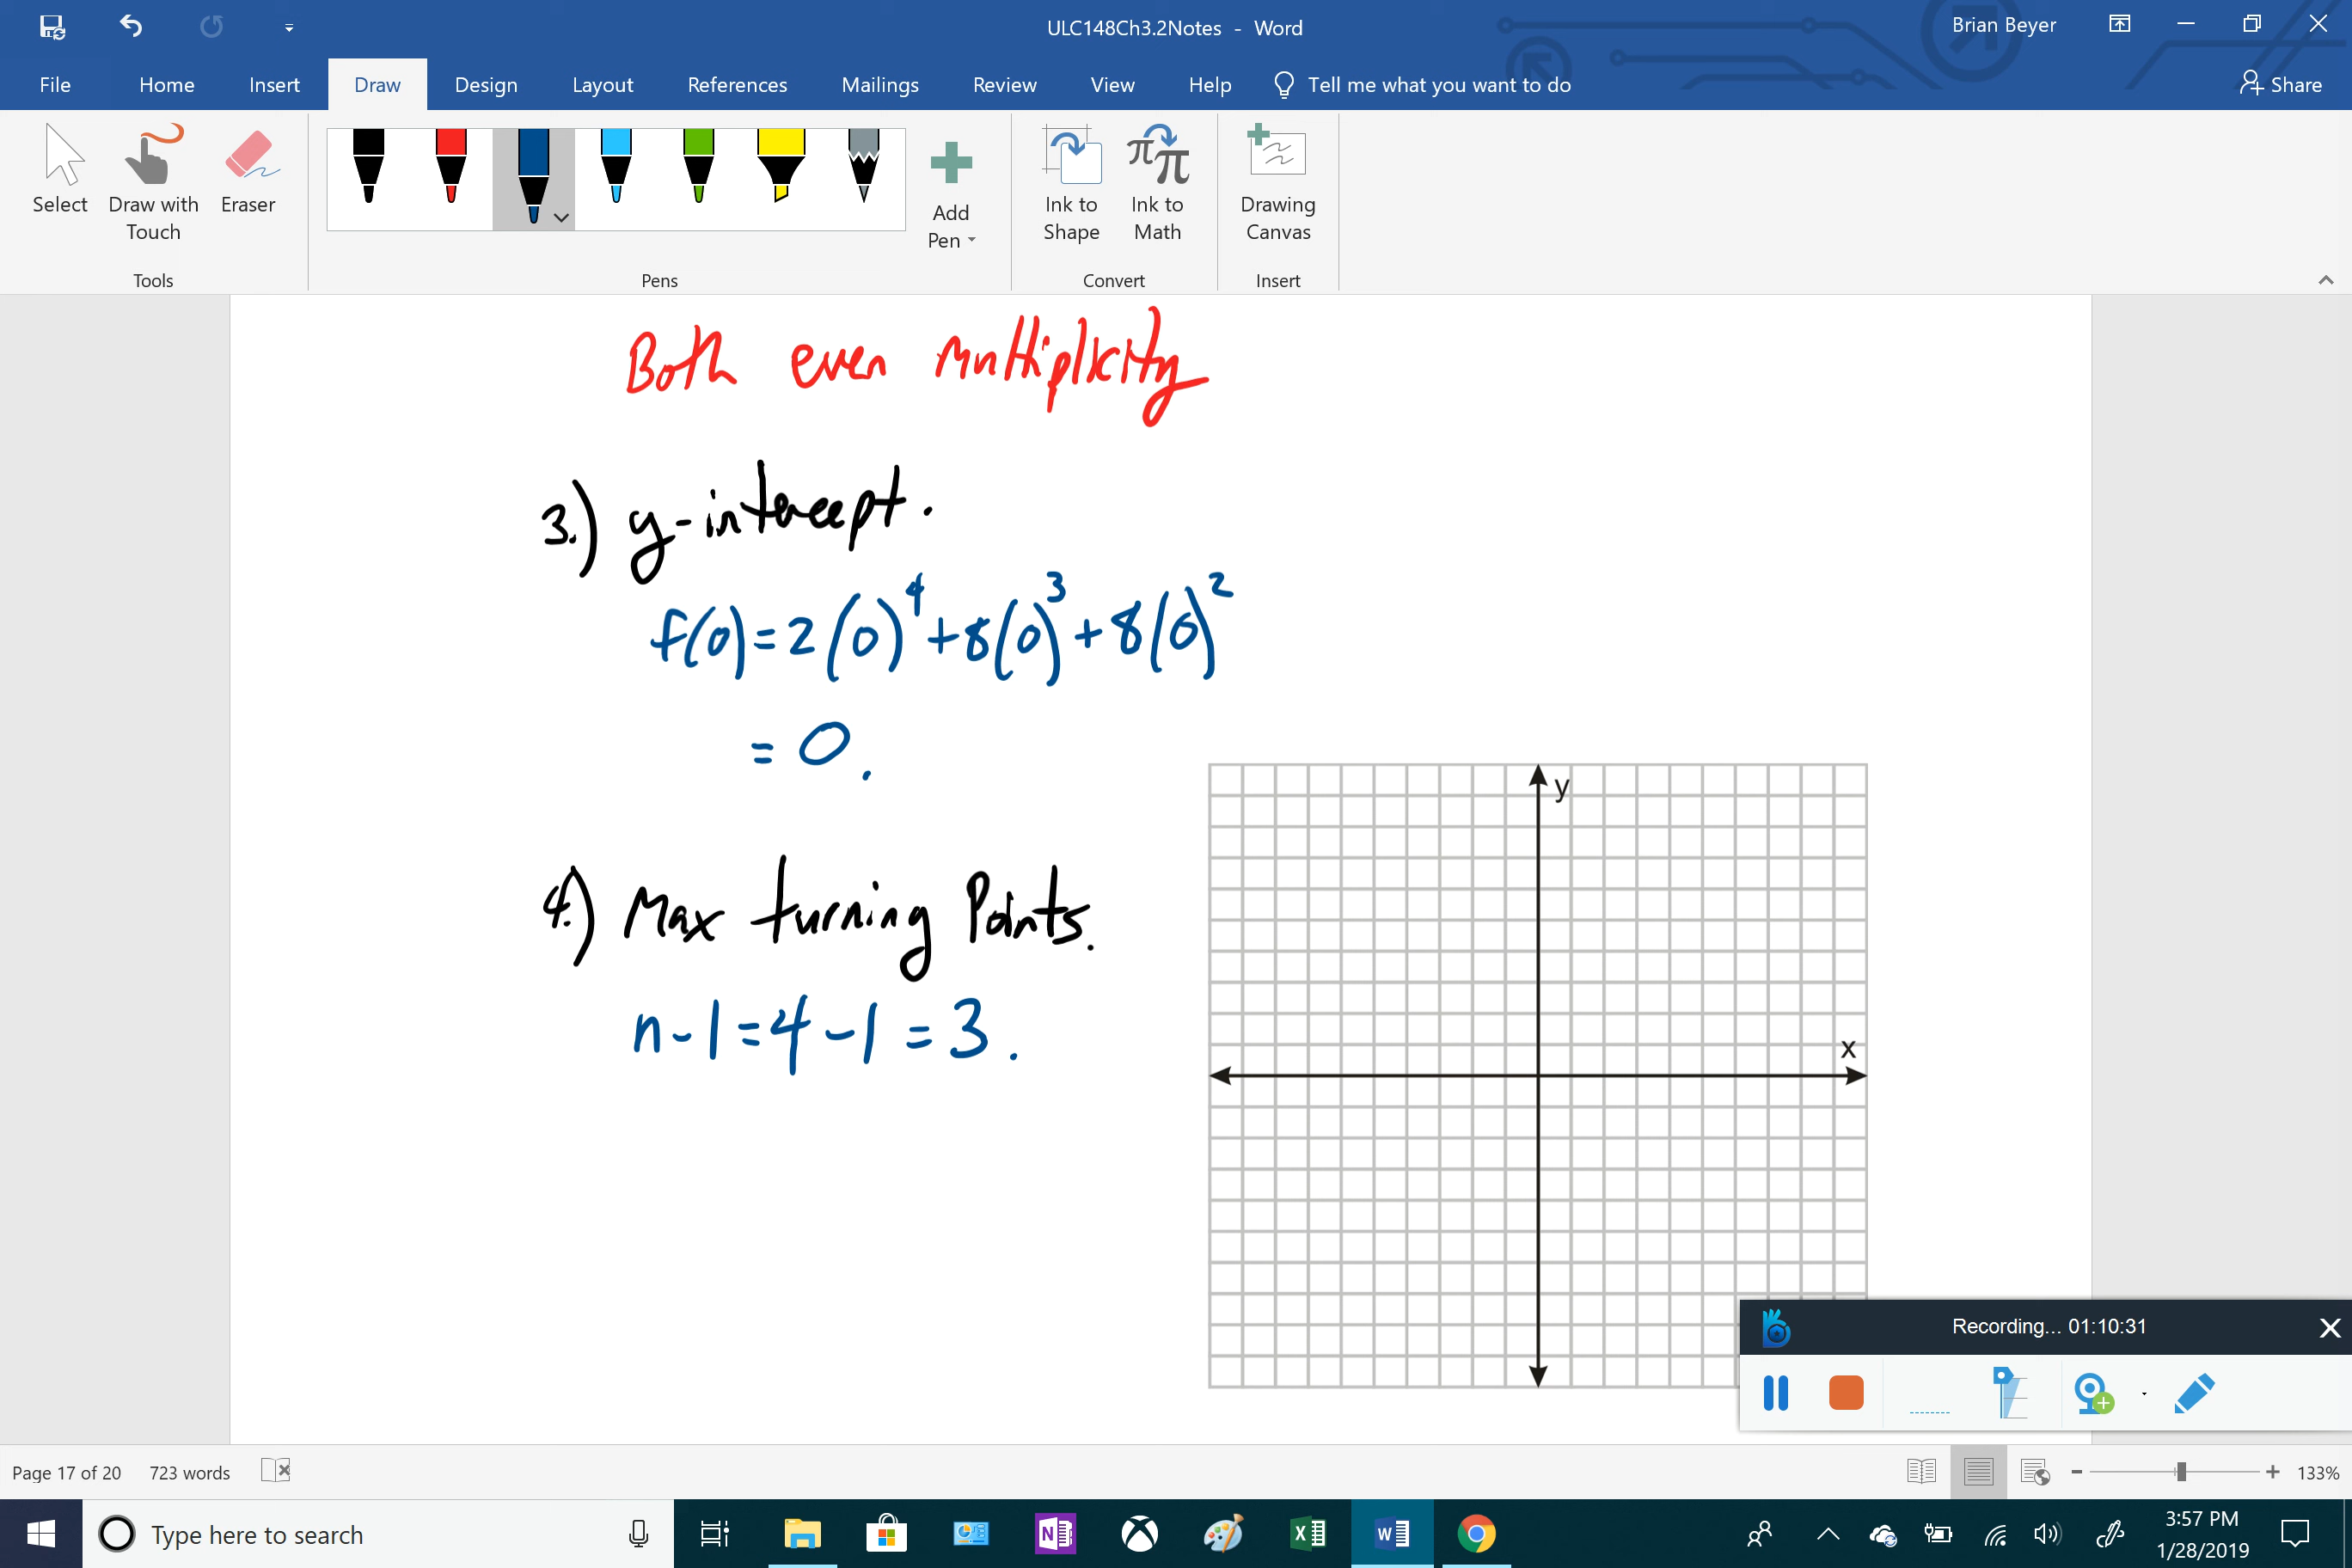 ULC148Ch3.2Notes - Word
Brian Beyer
File Home Insert Draw Design Layout References Mailings Review View Help Tell me what you want to do Share
Select Draw with Touch Eraser
Add Pen
Ink to Shape Ink to Math
Drawing Canvas
Tools Pens Convert Insert
Both even multiplicity
3.) y-intercept.
f(0)=2(0)^4+8(0)^3+8(0)^2
= 0.
y
4.) Max turning Points.
n-1=4-1=3.
x
Recording... 01:10:31
Page 17 of 20 723 words 133%
Type here to search
3:57 PM
1/28/2019